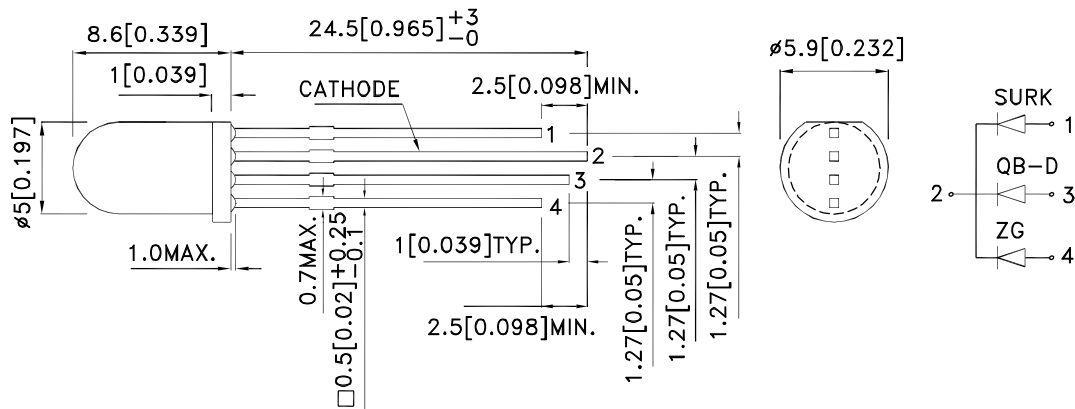 8.6[0.339]
24.5[0.965]+3 -0
ø5.9[0.232]
1[0.039]
2.5[0.098]MIN.
CATHODE
SURK
1
1
2
QB-D
3
4
2
3
ZG
4
ø5[0.197]
1.0MAX.
0.7MAX.
□0.5[0.02]+0.25 -0.1
1[0.039]TYP.
2.5[0.098]MIN.
1.27[0.05]TYP.
1.27[0.05]TYP.
1.27[0.05]TYP.